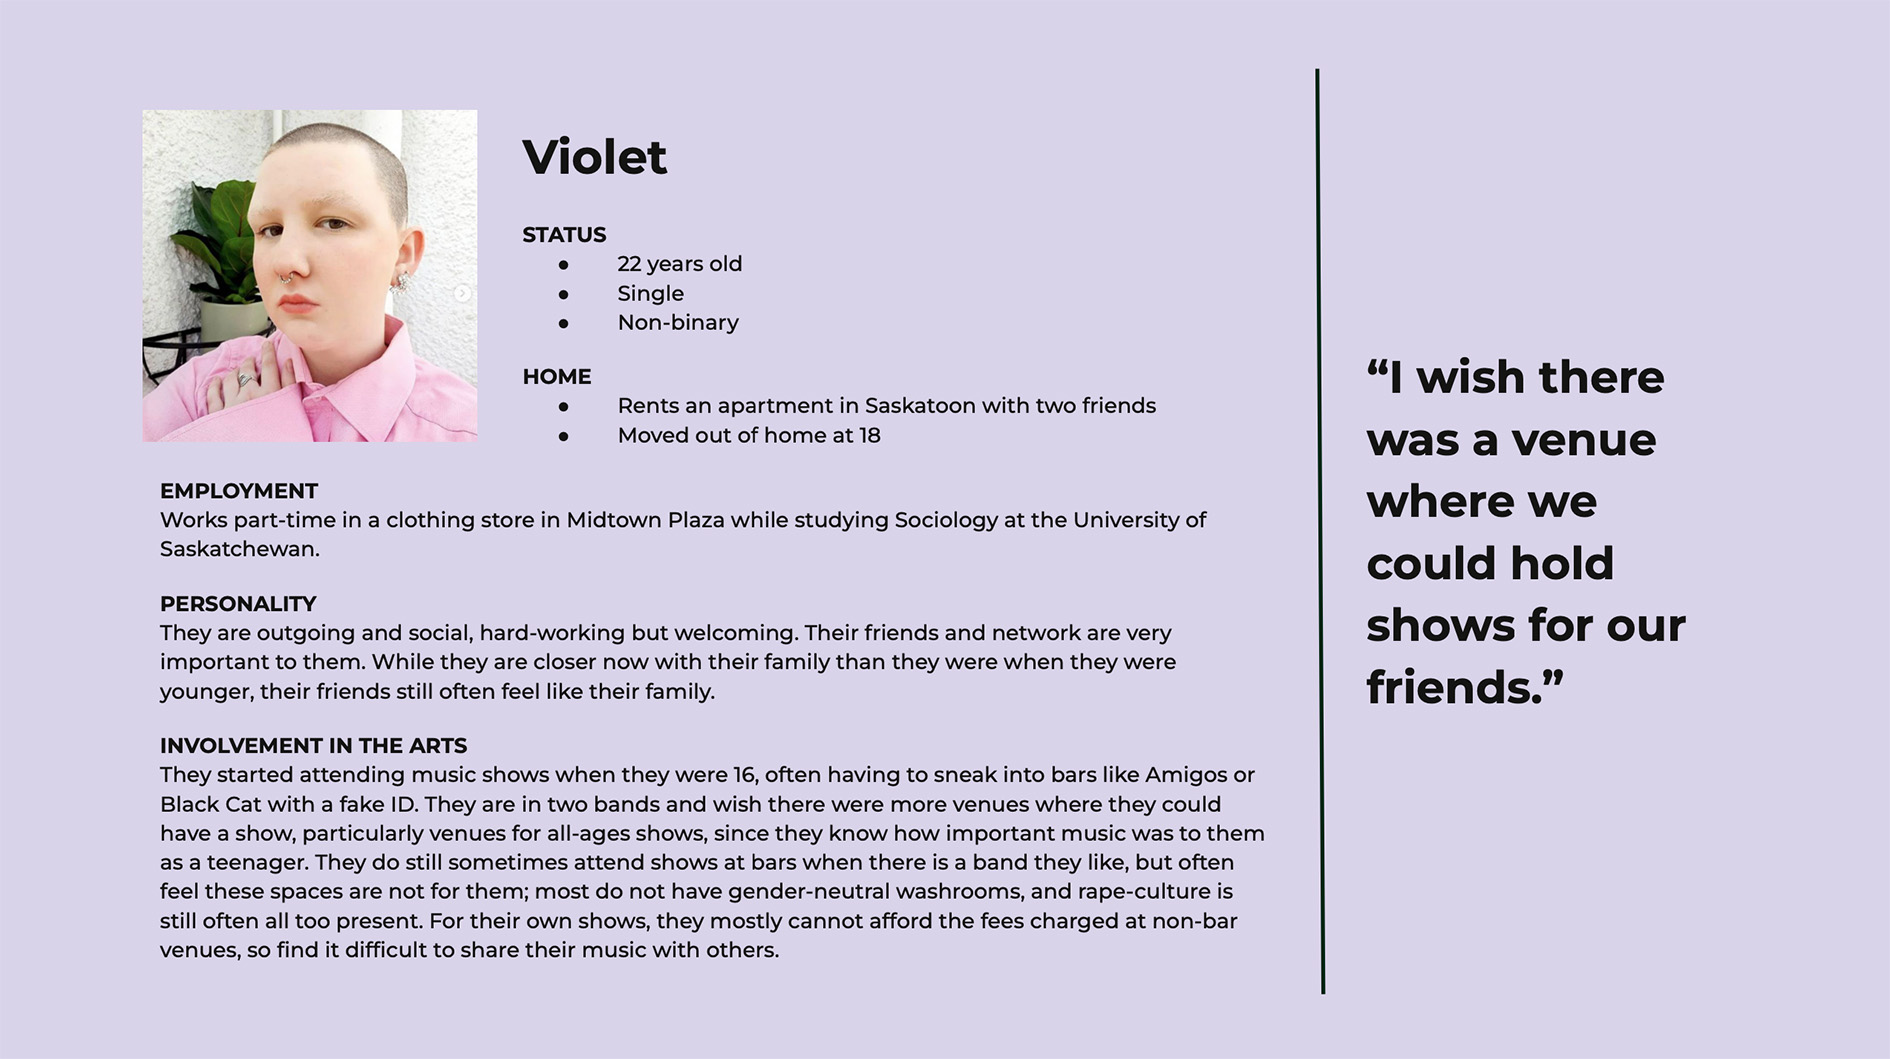 Violet
STATUS
● 22 years old
● Single
● Non-binary
HOME
● Rents an apartment in Saskatoon with two friends
● Moved out of home at 18
EMPLOYMENT
Works part-time in a clothing store in Midtown Plaza while studying Sociology at the University of
Saskatchewan.
PERSONALITY
They are outgoing and social, hard-working but welcoming. Their friends and network are very
important to them. While they are closer now with their family than they were when they were
younger, their friends still often feel like their family.
INVOLVEMENT IN THE ARTS
They started attending music shows when they were 16, often having to sneak into bars like Amigos or
Black Cat with a fake ID. They are in two bands and wish there were more venues where they could
have a show, particularly venues for all-ages shows, since they know how important music was to them
as a teenager. They do still sometimes attend shows at bars when there is a band they like, but often
feel these spaces are not for them; most do not have gender-neutral washrooms, and rape-culture is
still often all too present. For their own shows, they mostly cannot afford the fees charged at non-bar
venues, so find it difficult to share their music with others.
“I wish there
was a venue
where we
could hold
shows for our
friends.”